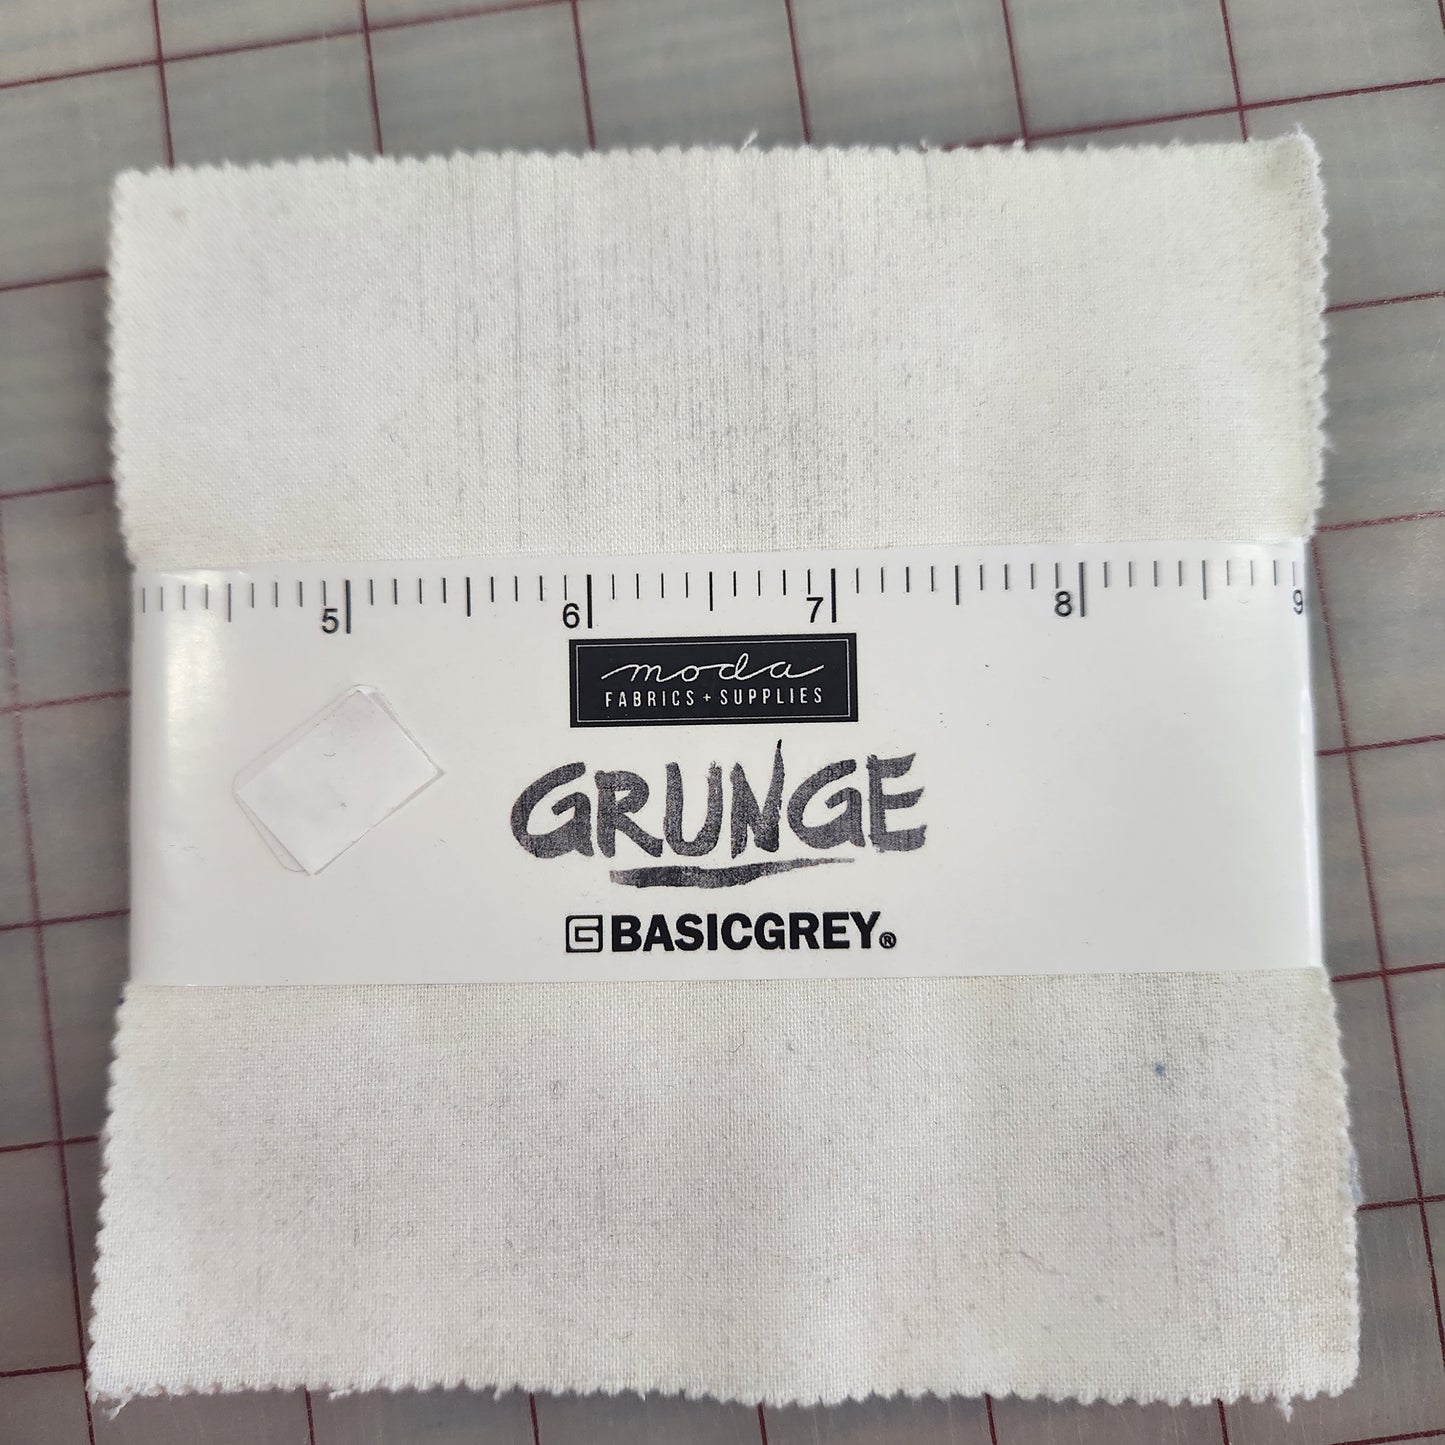 5 6 7 8 9
moda
FABRICS + SUPPLIES
GRUNGE
G BASICGREY®